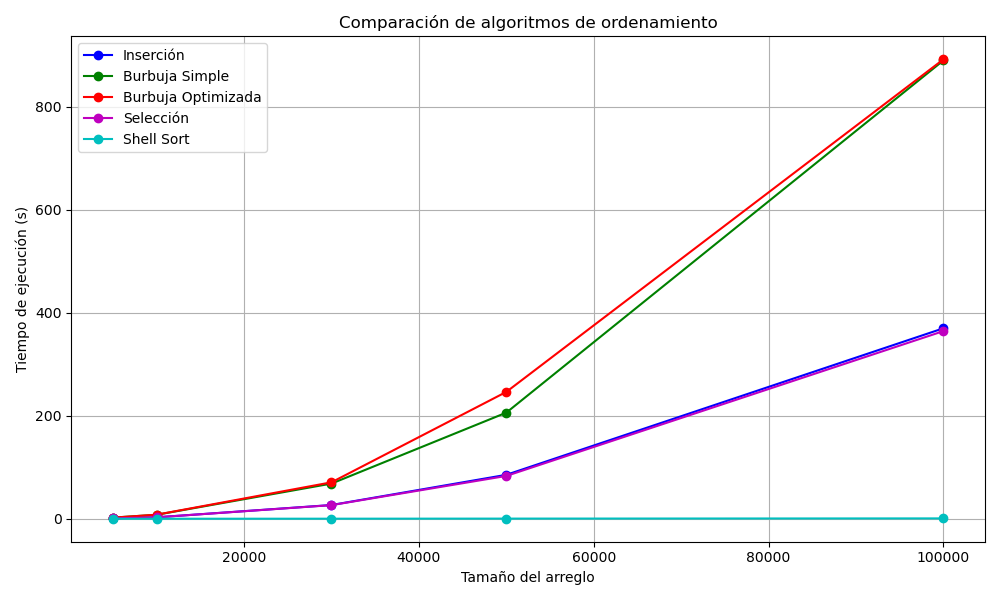 Comparación de algoritmos de ordenamiento
Inserción
Burbuja Simple
Burbuja Optimizada
Selección
Shell Sort
Tiempo de ejecución (s)
800
600
400
200
0
20000 40000 60000 80000 100000
Tamaño del arreglo